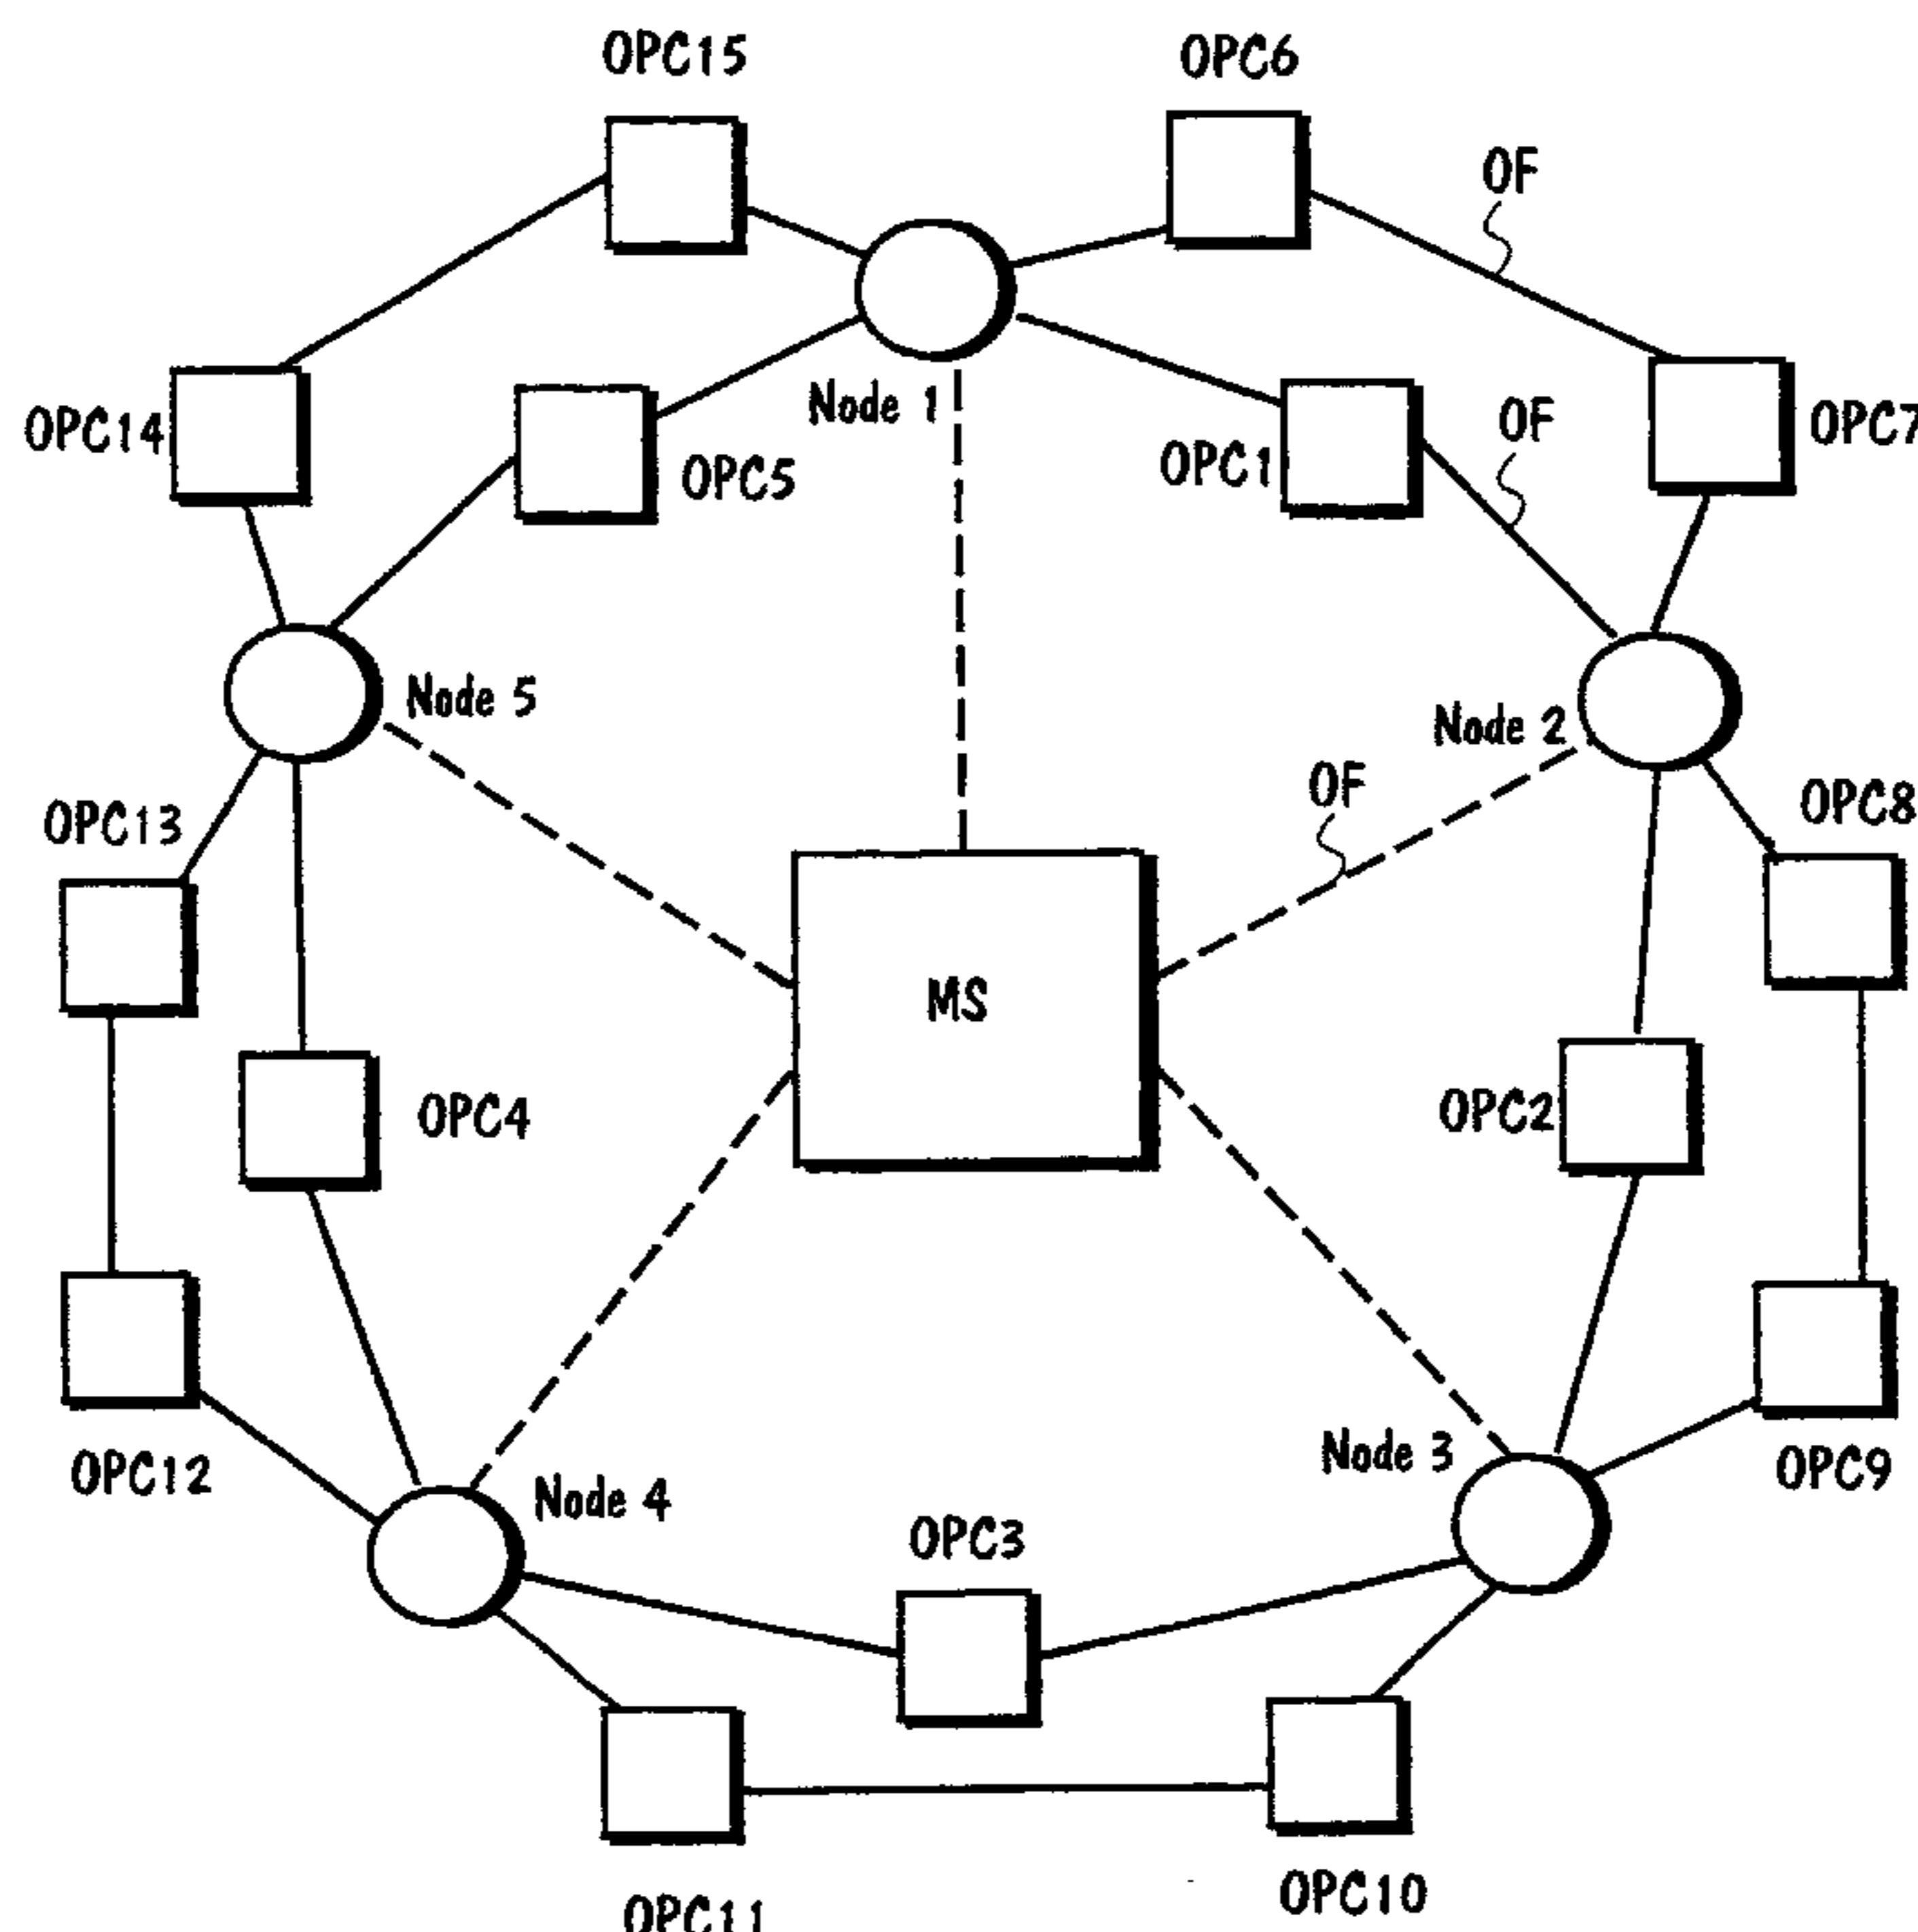 OPC15
OPC6
OF
OPC14
OPC5
Node 1
OPC1
OF
OPC7
Node 5
Node 2
OF
OPC13
OPC8
MS
OPC4
OPC2
OPC12
Node 4
OPC3
Node 3
OPC9
OPC11
OPC10